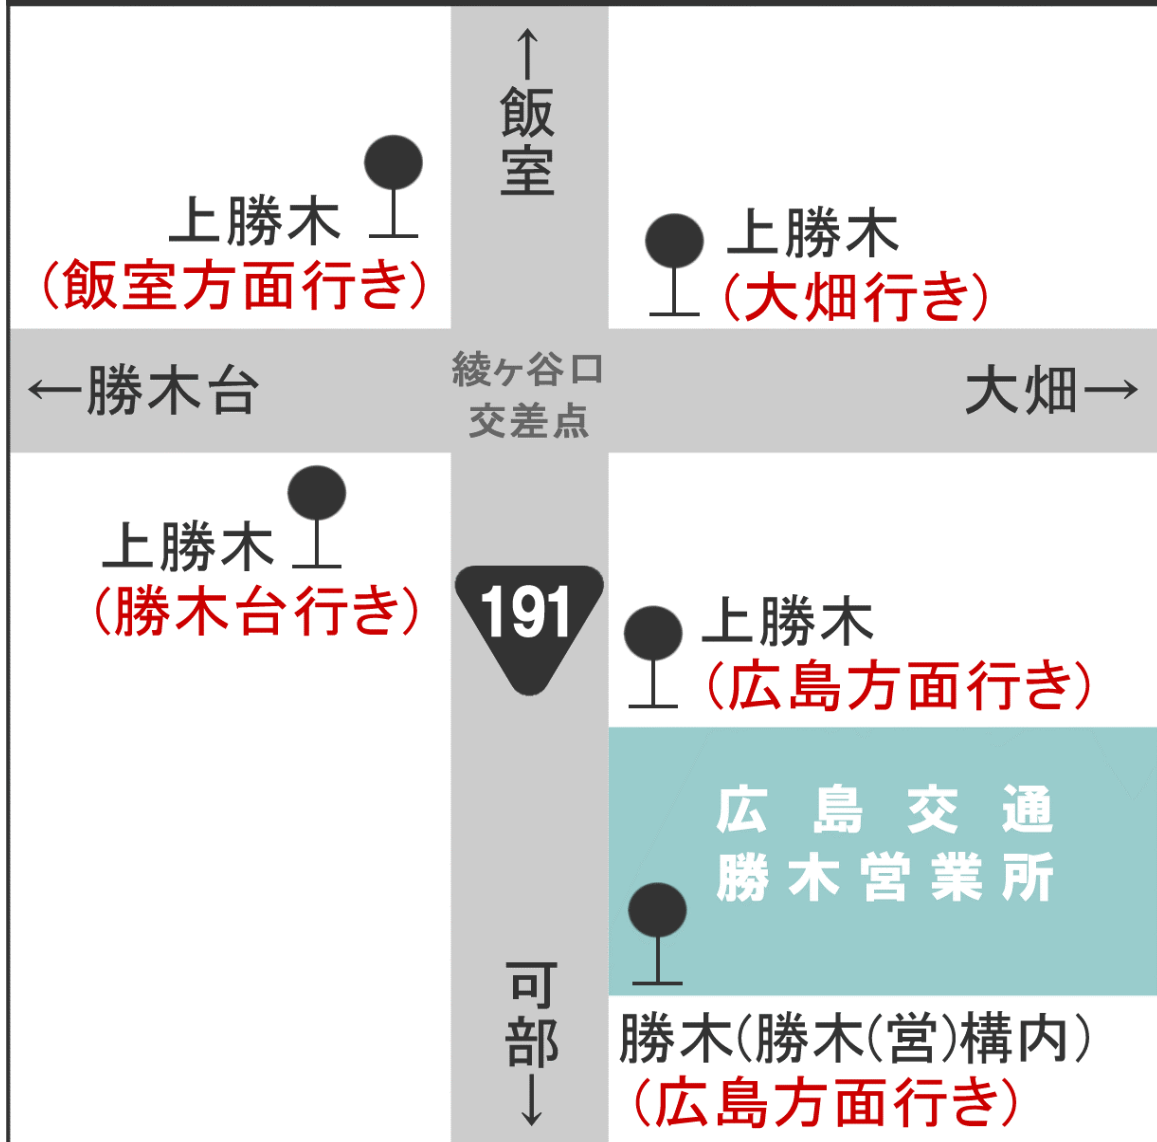 ↑飯室
上勝木
(飯室方面行き)
上勝木
(大畑行き)
←勝木台
綾ヶ谷口
交差点
大畑→
上勝木
(勝木台行き)
191
上勝木
(広島方面行き)
広島交通
勝木営業所
可部↓
勝木(勝木(営)構内)
(広島方面行き)